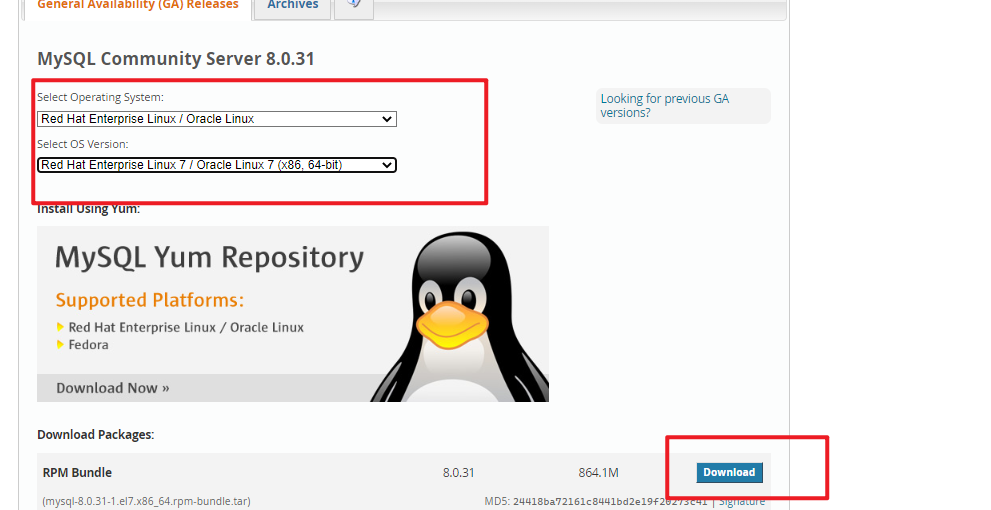 General Availability (GA) Releases
Archives
MySQL Community Server 8.0.31
Select Operating System:
Looking for previous GA
versions?
Red Hat Enterprise Linux / Oracle Linux
Select OS Version:
Red Hat Enterprise Linux 7 / Oracle Linux 7 (x86, 64-bit)
Install Using Yum:
MySQL Yum Repository
Supported Platforms:
Red Hat Enterprise Linux / Oracle Linux
Fedora
Download Now »
Download Packages:
RPM Bundle 8.0.31 864.1M Download
(mysql-8.0.31-1.el7.x86_64.rpm-bundle.tar) MD5: 24418ba72161c8441bd2e19f20273c41 | Signature